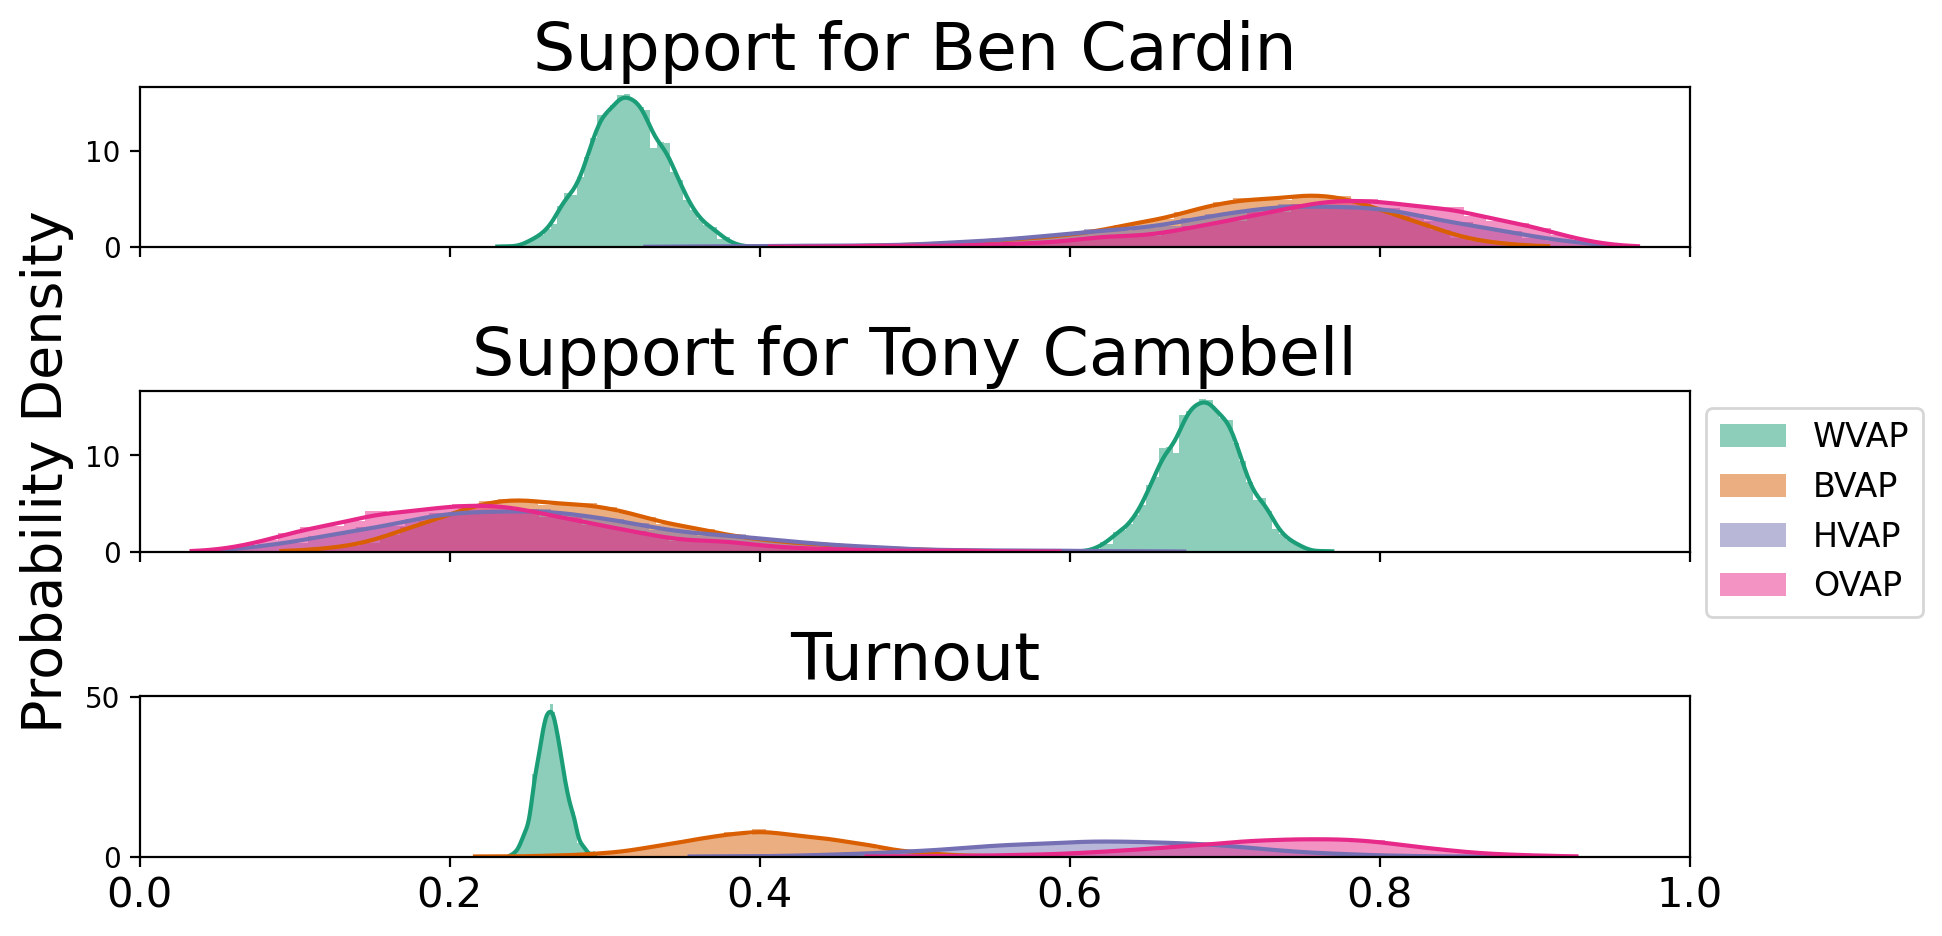 Support for Ben Cardin
10
0
Support for Tony Campbell
10
0
Turnout
50
0
0.0 0.2 0.4 0.6 0.8 1.0
Probability Density
WVAP
BVAP
HVAP
OVAP